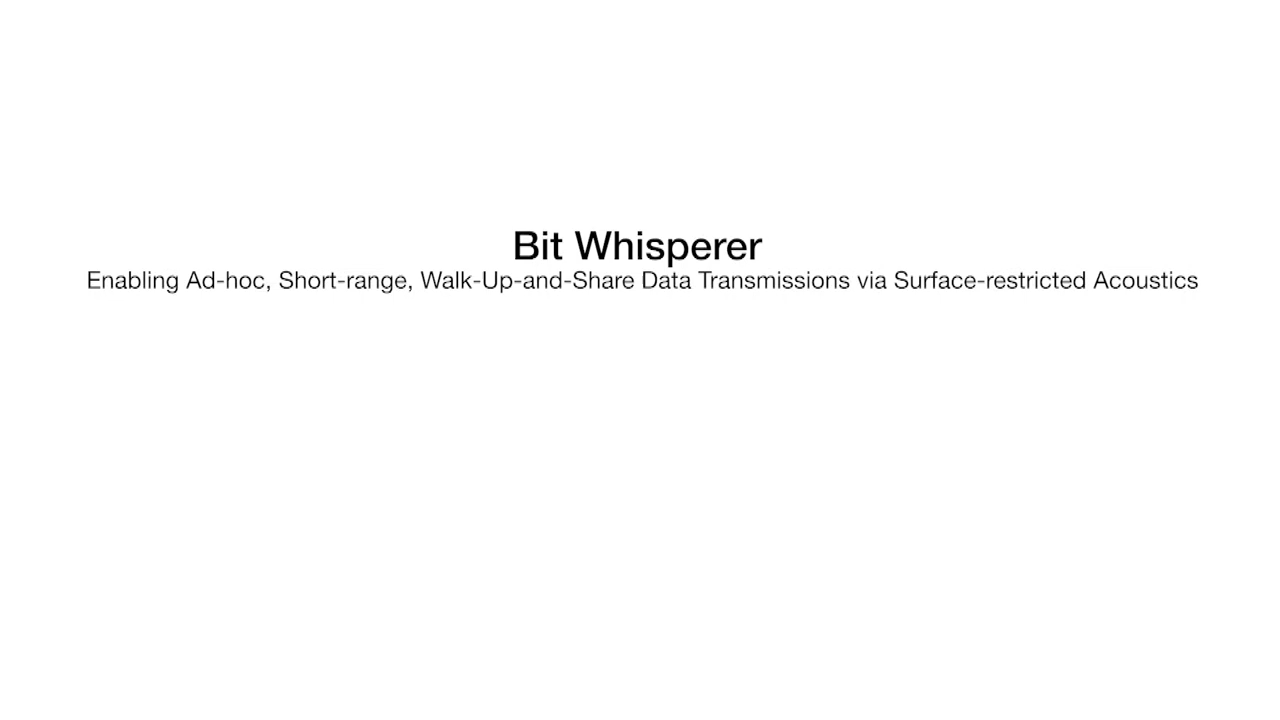 Bit Whisperer
Enabling Ad-hoc, Short-range, Walk-Up-and-Share Data Transmissions via Surface-restricted Acoustics